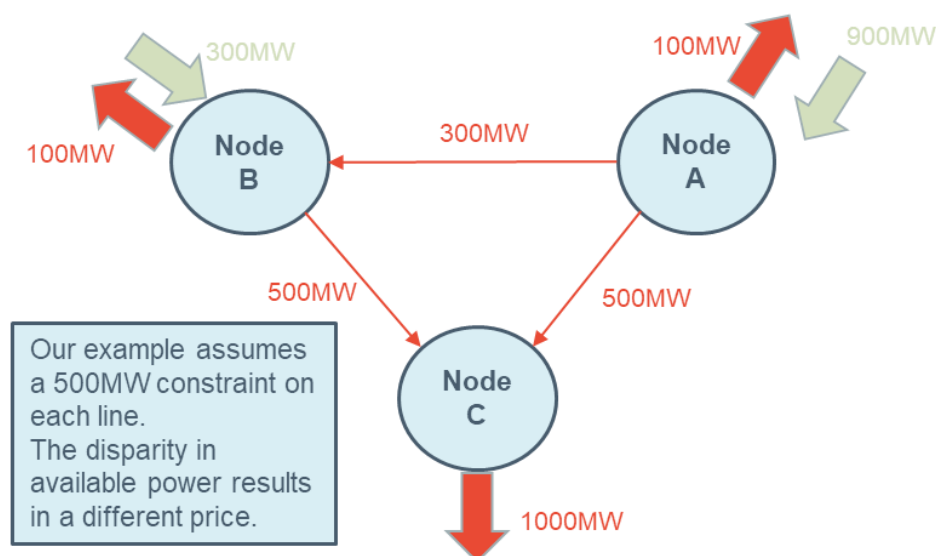 300MW
100MW
900MW
100MW
Node
B
300MW
Node
A
500MW
500MW
Our example assumes
a 500MW constraint on
each line.
The disparity in
available power results
in a different price.
Node
C
1000MW